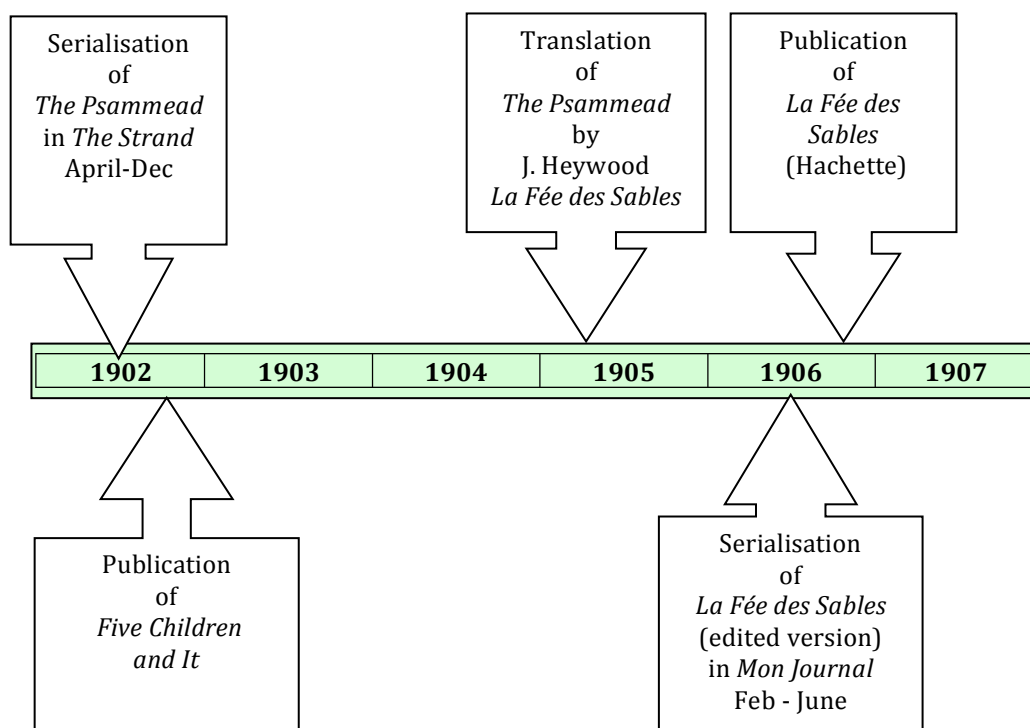 Serialisation
of
The Psammead
in The Strand
April-Dec
Translation
of
The Psammead
by
J. Heywood
La Fée des Sables
Publication
of
La Fée des
Sables
(Hachette)
1902 1903 1904 1905 1906 1907
Publication
of
Five Children
and It
Serialisation
of
La Fée des Sables
(edited version)
in Mon Journal
Feb - June